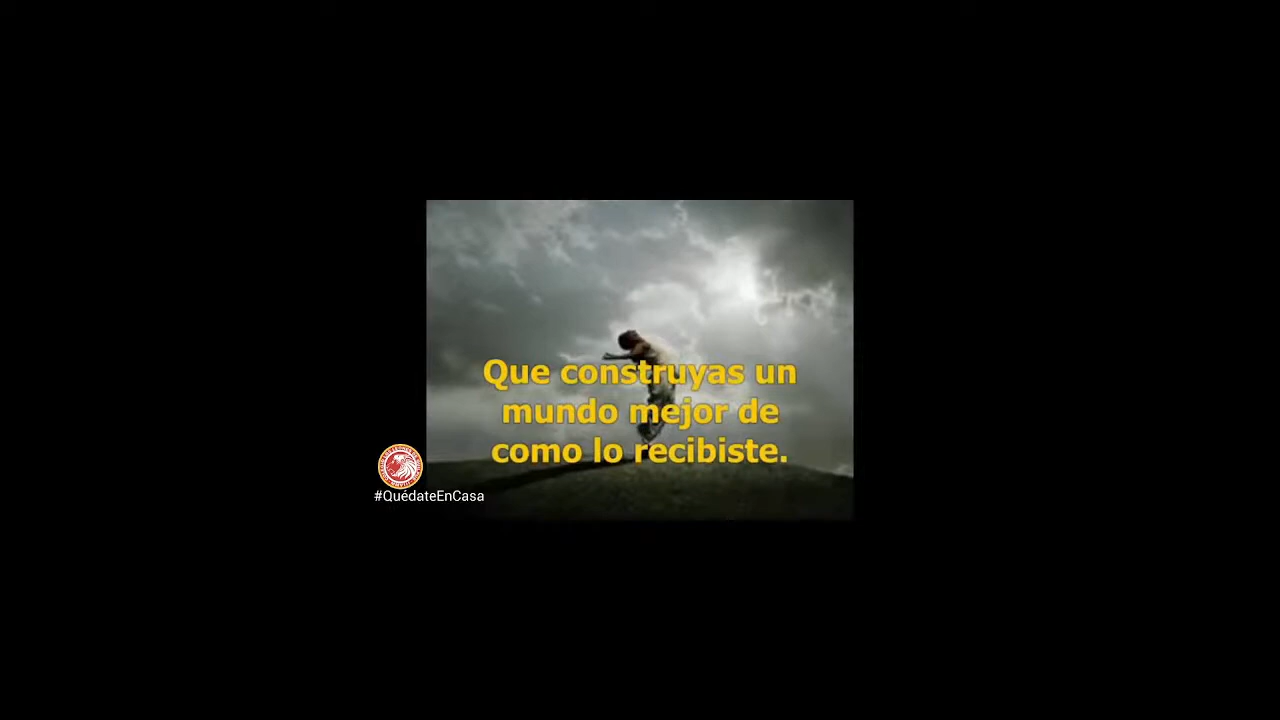 Que construyas un
mundo mejor de
como lo recibiste.
#QuédateEnCasa